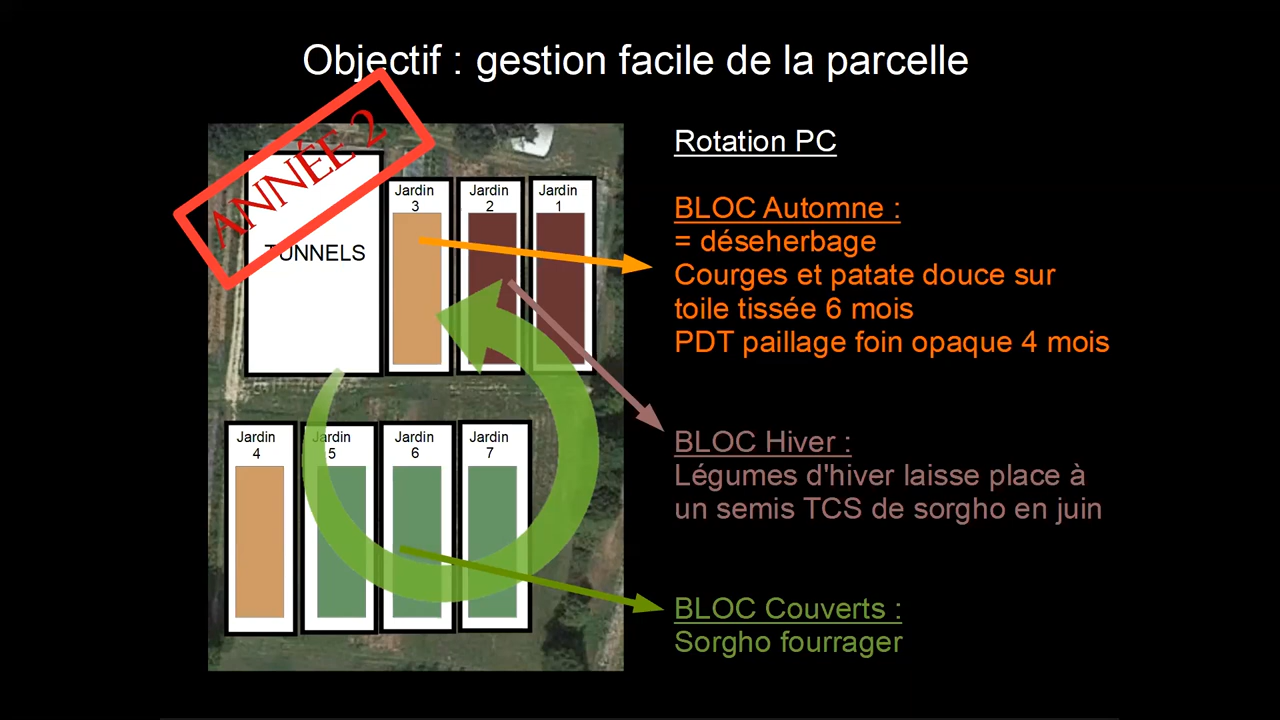 Objectif : gestion facile de la parcelle
ANNÉE 2
TUNNELS
Jardin
3
Jardin
2
Jardin
1
Jardin
4
Jardin
5
Jardin
6
Jardin
7
Rotation PC
BLOC Automne :
= déseherbage
Courges et patate douce sur
toile tissée 6 mois
PDT paillage foin opaque 4 mois
BLOC Hiver :
Légumes d'hiver laisse place à
un semis TCS de sorgho en juin
BLOC Couverts :
Sorgho fourrager